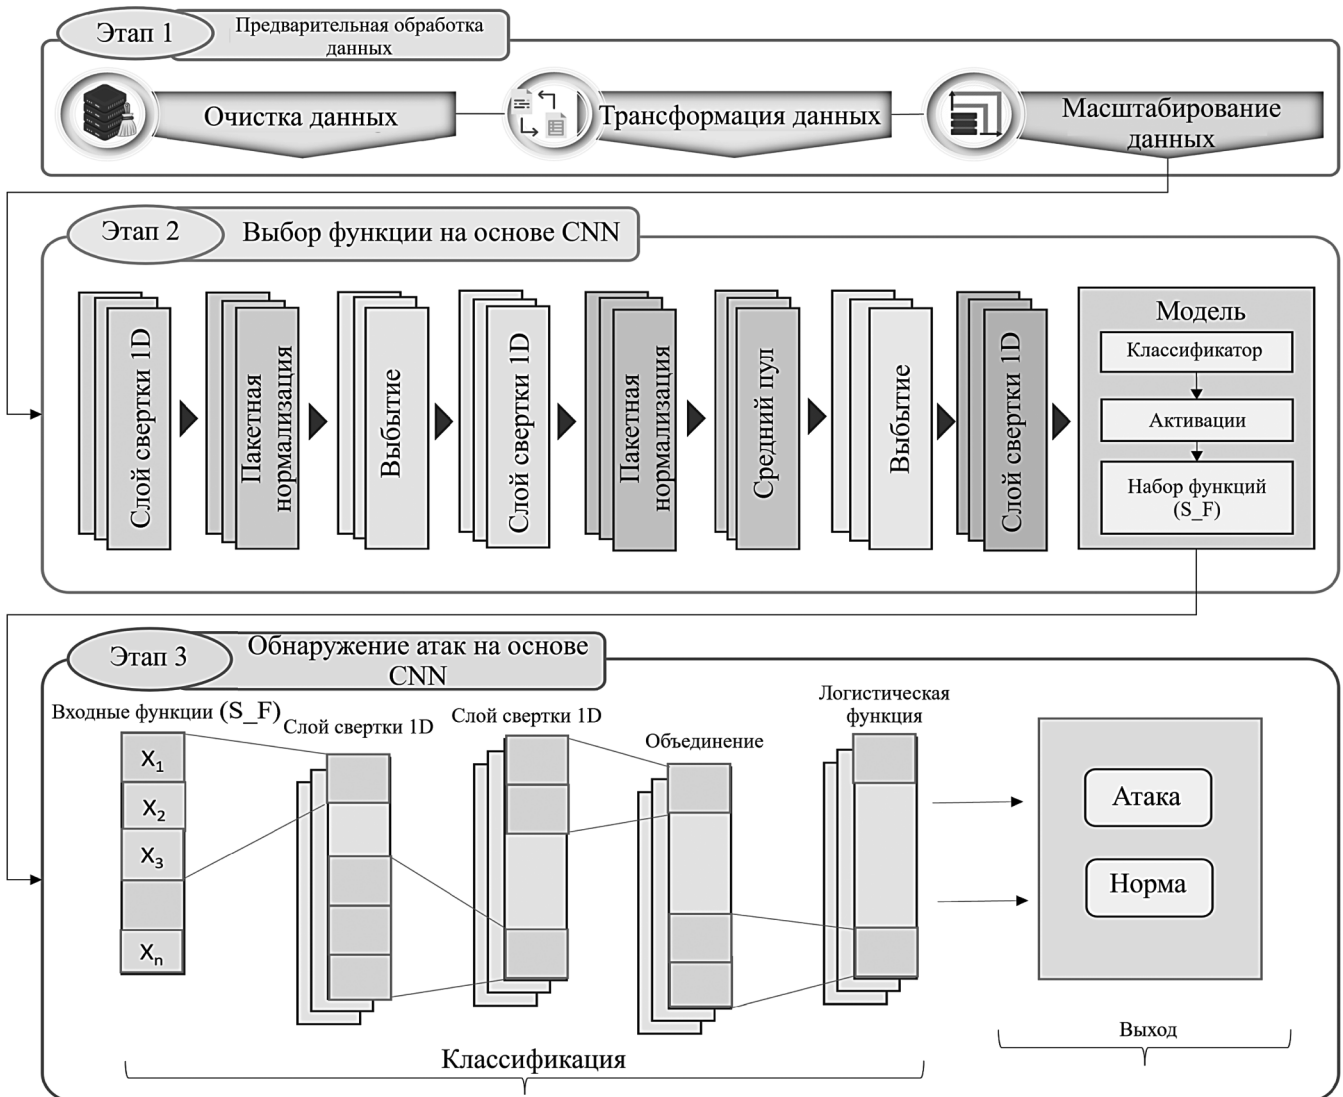 Этап 1
Предварительная обработка
данных
Очистка данных
Трансформация данных
Масштабирование
данных
Этап 2
Выбор функции на основе CNN
Слой свертки 1D
Пакетная
нормализация
Выбытие
Слой свертки 1D
Пакетная
нормализация
Средний пул
Выбытие
Слой свертки 1D
Модель
Классификатор
Активации
Набор функций
(S_F)
Этап 3
Обнаружение атак на основе
CNN
Входные функции (S_F)
Слой свертки 1D
Слой свертки 1D
Объединение
Логистическая
функция
X₁
X₂
X₃
Xₙ
Атака
Норма
Классификация
Выход